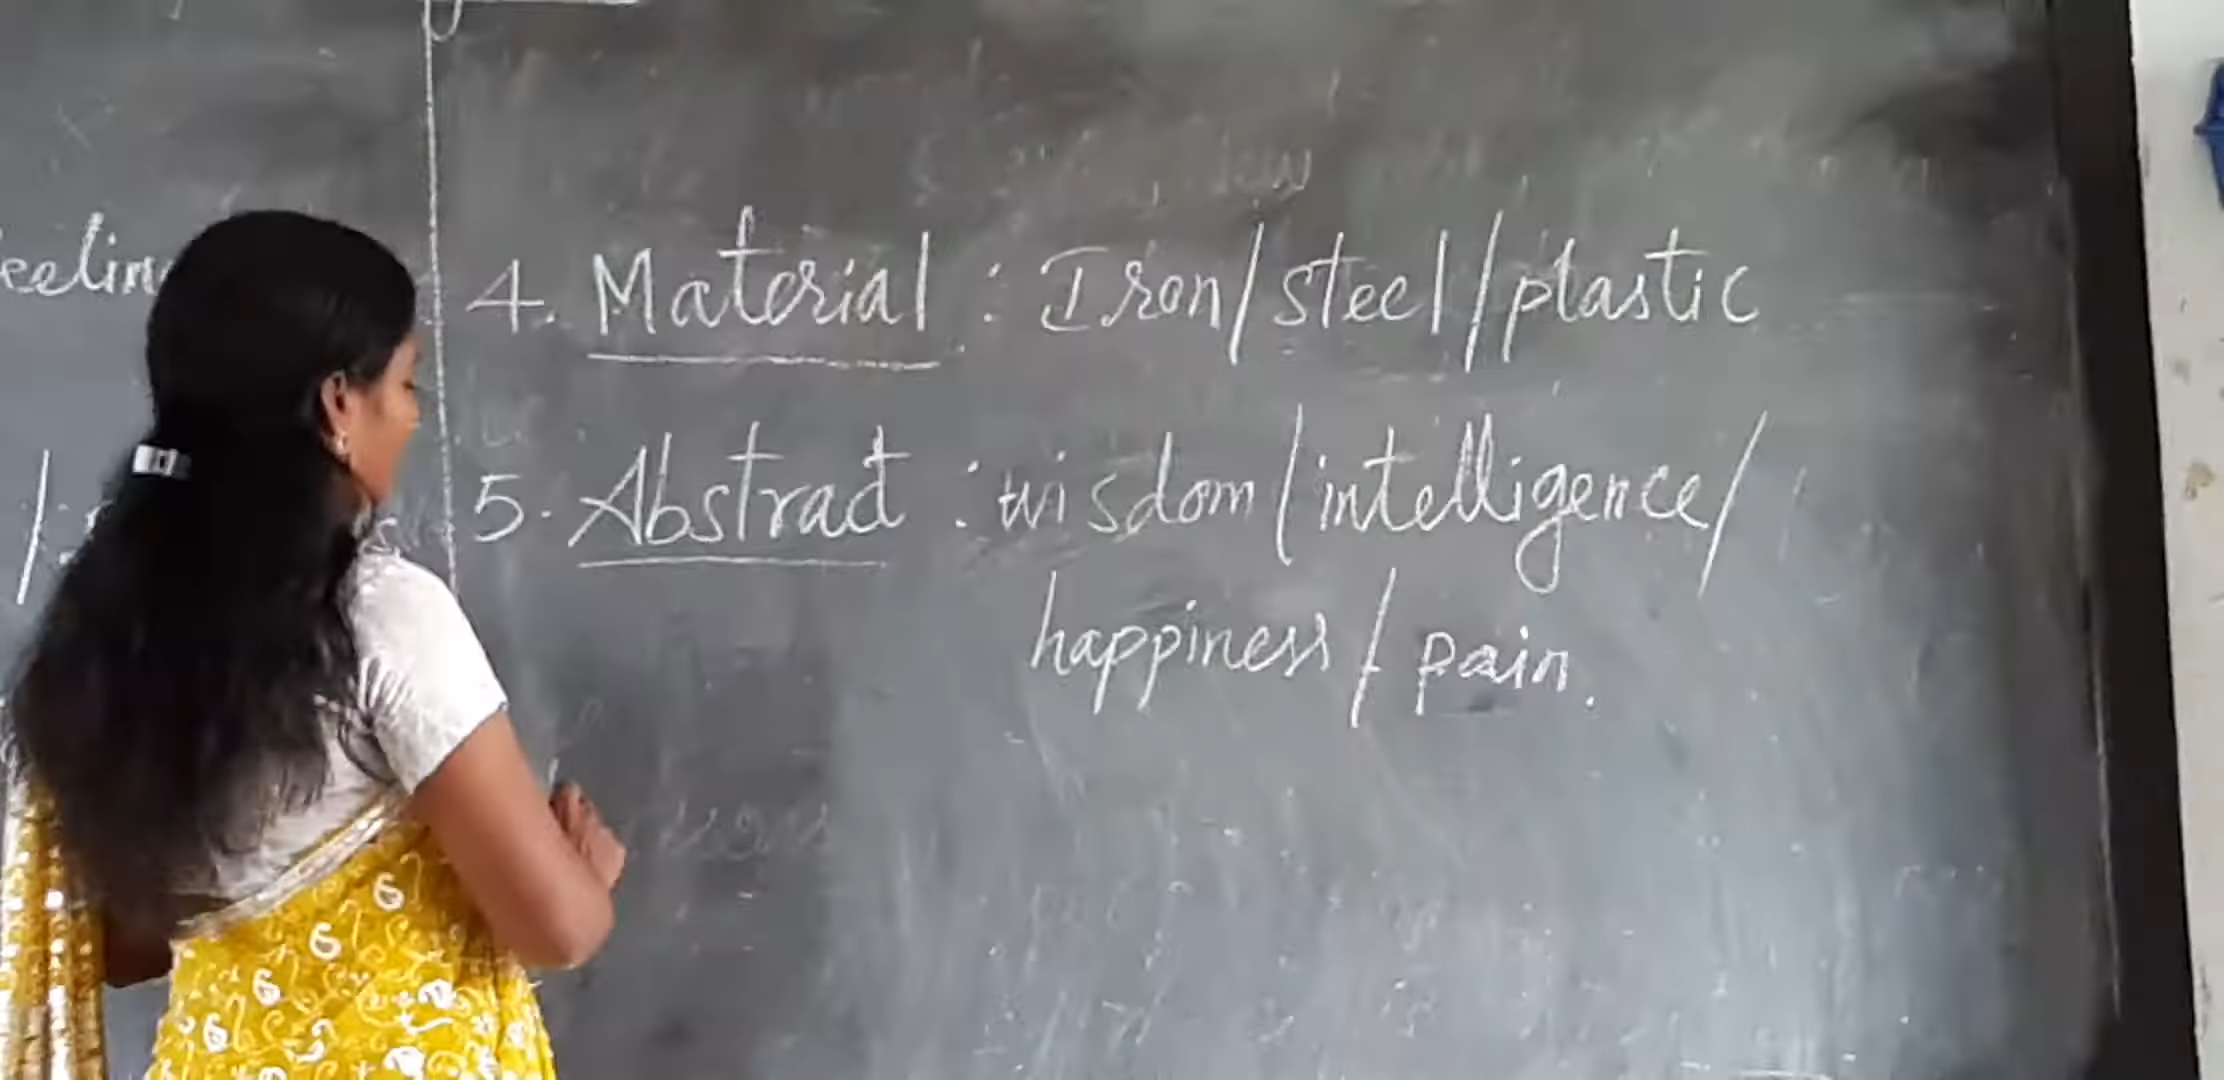 4. Material : Iron/steel/plastic
5. Abstract : wisdom/intelligence/
happiness/pain.